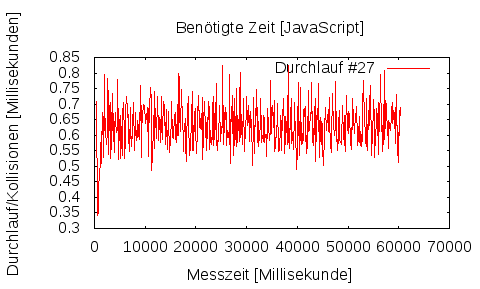 Benötigte Zeit [JavaScript]
Durchlauf/Kollisionen [Millisekunden]
0.85
0.8
0.75
0.7
0.65
0.6
0.55
0.5
0.45
0.4
0.35
0.3
Durchlauf #27
0 10000 20000 30000 40000 50000 60000 70000
Messzeit [Millisekunde]